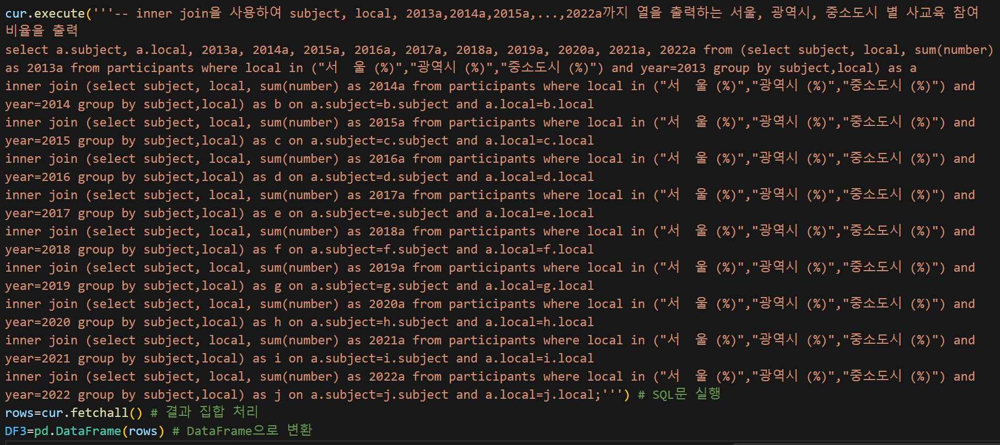 cur.execute('''-- inner join을 사용하여 subject, local, 2013a,2014a,2015a,...,2022a까지 열을 출력하는 서울, 광역시, 중소도시 별 사교육 참여
비율을 출력
select a.subject, a.local, 2013a, 2014a, 2015a, 2016a, 2017a, 2018a, 2019a, 2020a, 2021a, 2022a from (select subject, local, sum(number)
as 2013a from participants where local in ("서  울 (%)","광역시 (%)","중소도시 (%)") and year=2013 group by subject,local) as a
inner join (select subject, local, sum(number) as 2014a from participants where local in ("서  울 (%)","광역시 (%)","중소도시 (%)") and
year=2014 group by subject,local) as b on a.subject=b.subject and a.local=b.local
inner join (select subject, local, sum(number) as 2015a from participants where local in ("서  울 (%)","광역시 (%)","중소도시 (%)") and
year=2015 group by subject,local) as c on a.subject=c.subject and a.local=c.local
inner join (select subject, local, sum(number) as 2016a from participants where local in ("서  울 (%)","광역시 (%)","중소도시 (%)") and
year=2016 group by subject,local) as d on a.subject=d.subject and a.local=d.local
inner join (select subject, local, sum(number) as 2017a from participants where local in ("서  울 (%)","광역시 (%)","중소도시 (%)") and
year=2017 group by subject,local) as e on a.subject=e.subject and a.local=e.local
inner join (select subject, local, sum(number) as 2018a from participants where local in ("서  울 (%)","광역시 (%)","중소도시 (%)") and
year=2018 group by subject,local) as f on a.subject=f.subject and a.local=f.local
inner join (select subject, local, sum(number) as 2019a from participants where local in ("서  울 (%)","광역시 (%)","중소도시 (%)") and
year=2019 group by subject,local) as g on a.subject=g.subject and a.local=g.local
inner join (select subject, local, sum(number) as 2020a from participants where local in ("서  울 (%)","광역시 (%)","중소도시 (%)") and
year=2020 group by subject,local) as h on a.subject=h.subject and a.local=h.local
inner join (select subject, local, sum(number) as 2021a from participants where local in ("서  울 (%)","광역시 (%)","중소도시 (%)") and
year=2021 group by subject,local) as i on a.subject=i.subject and a.local=i.local
inner join (select subject, local, sum(number) as 2022a from participants where local in ("서  울 (%)","광역시 (%)","중소도시 (%)") and
year=2022 group by subject,local) as j on a.subject=j.subject and a.local=j.local;''') # SQL문 실행
rows=cur.fetchall() # 결과 집합 처리
DF3=pd.DataFrame(rows) # DataFrame으로 변환